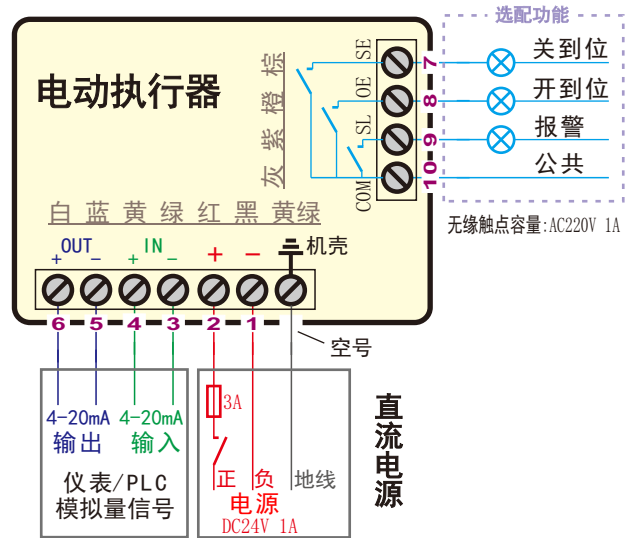 选配功能
电动执行器
棕
橙
紫
灰
SE
OE
SL
COM
7
8
9
10
关到位
开到位
报警
公共
无缘触点容量:AC220V 1A
白 蓝 黄 绿 红 黑 黄绿
OUT IN
+ − + − + −
机壳
6 5 4 3 2 1
空号
3A
4-20mA 4-20mA
输出 输入
仪表/PLC
模拟量信号
正 负 地线
电源
DC24V 1A
直流电源